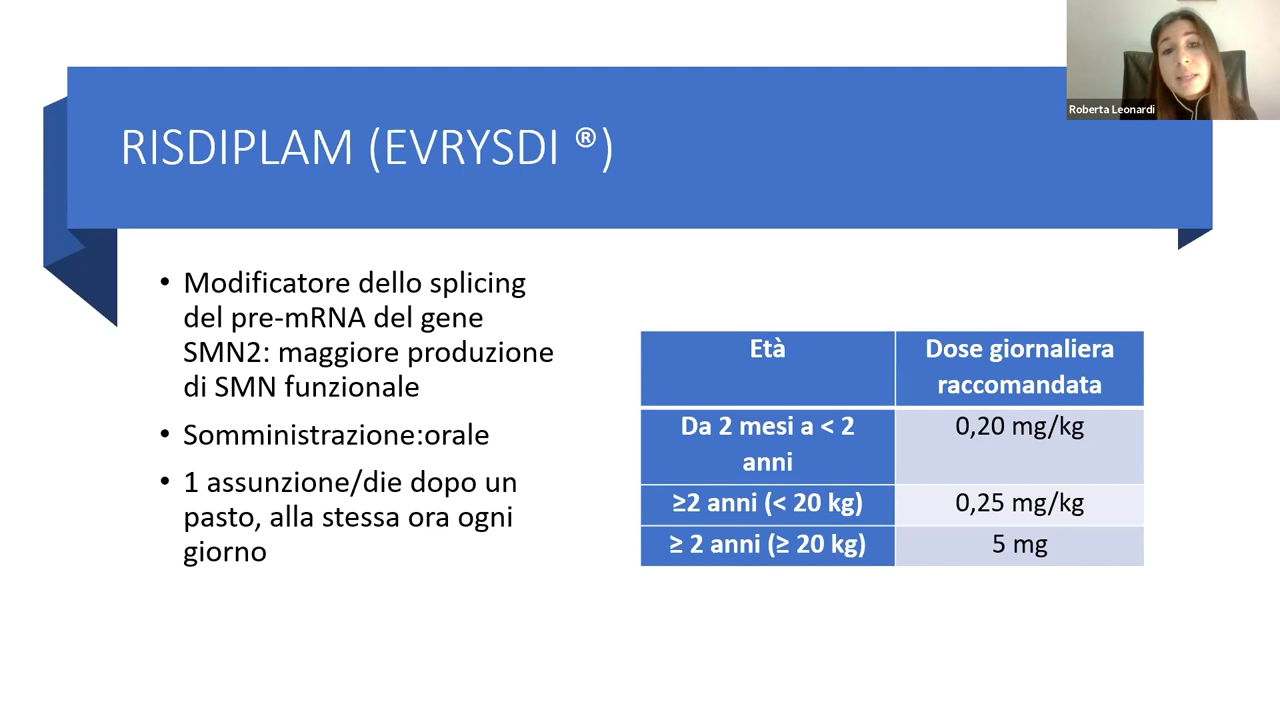 Roberta Leonardi
RISDIPLAM (EVRYSDI ®)
• Modificatore dello splicing
del pre-mRNA del gene
SMN2: maggiore produzione
di SMN funzionale
• Somministrazione:orale
• 1 assunzione/die dopo un
pasto, alla stessa ora ogni
giorno
Età
Dose giornaliera
raccomandata
Da 2 mesi a < 2
anni
0,20 mg/kg
≥2 anni (< 20 kg)
0,25 mg/kg
≥ 2 anni (≥ 20 kg)
5 mg